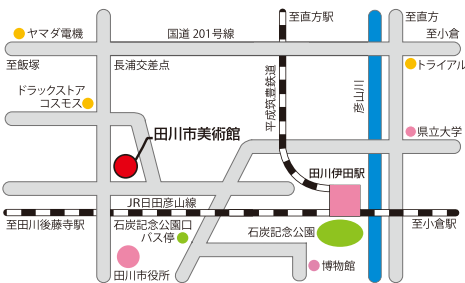 至直方駅
至直方
ヤマダ電機
国道 201号線
至小倉
至飯塚
長浦交差点
トライアル
ドラックストア
コスモス
平成筑豊鉄道
彦山川
田川市美術館
県立大学
田川伊田駅
JR日田彦山線
至田川後藤寺駅
石炭記念公園口
バス停
石炭記念公園
至小倉駅
田川市役所
博物館